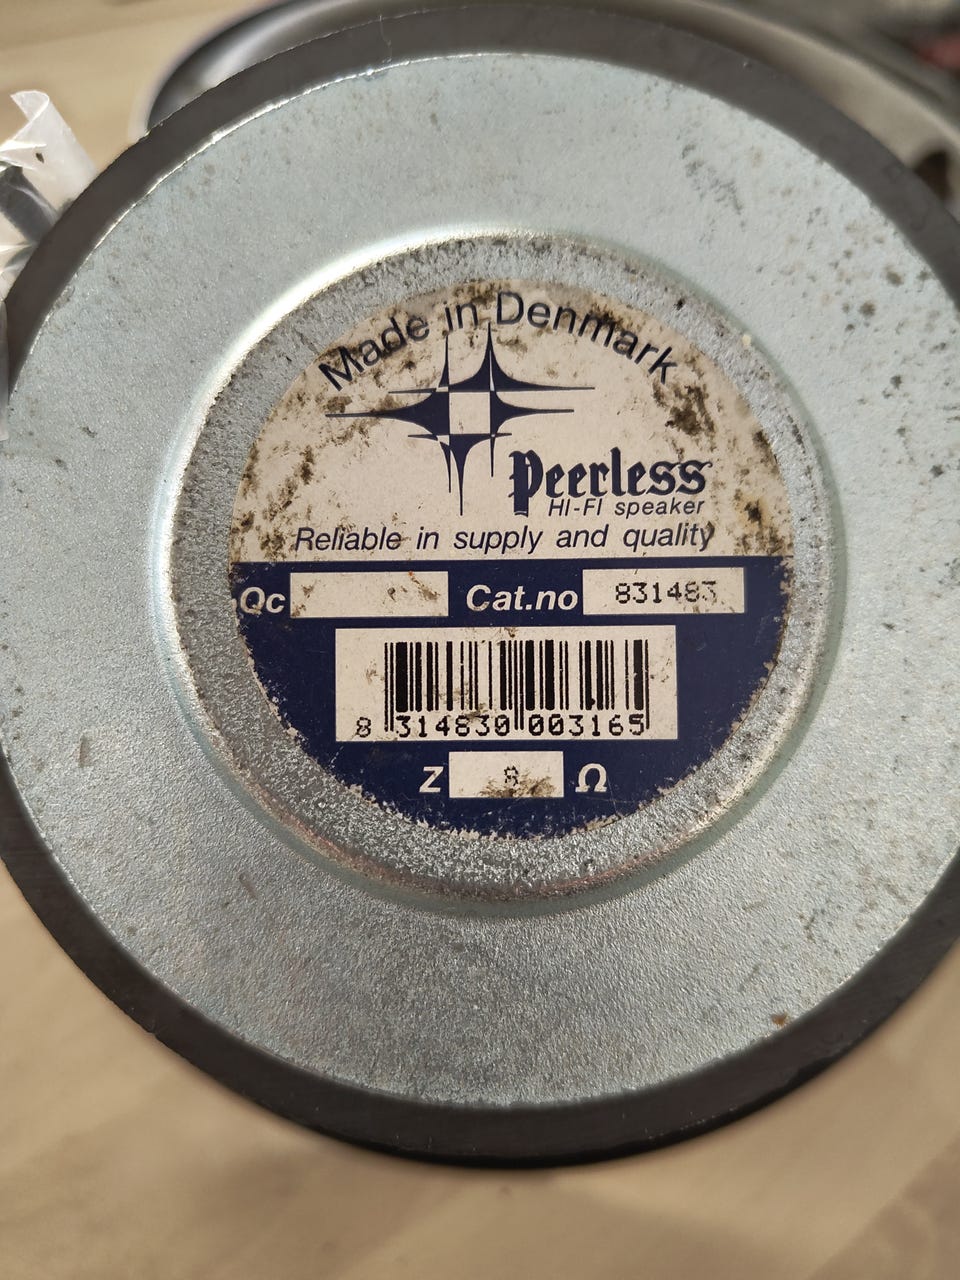 Made in Denmark
Peerless
HI-FI speaker
Reliable in supply and quality
Qc Cat.no 831483
8 314830 003165
Z 8 Ω